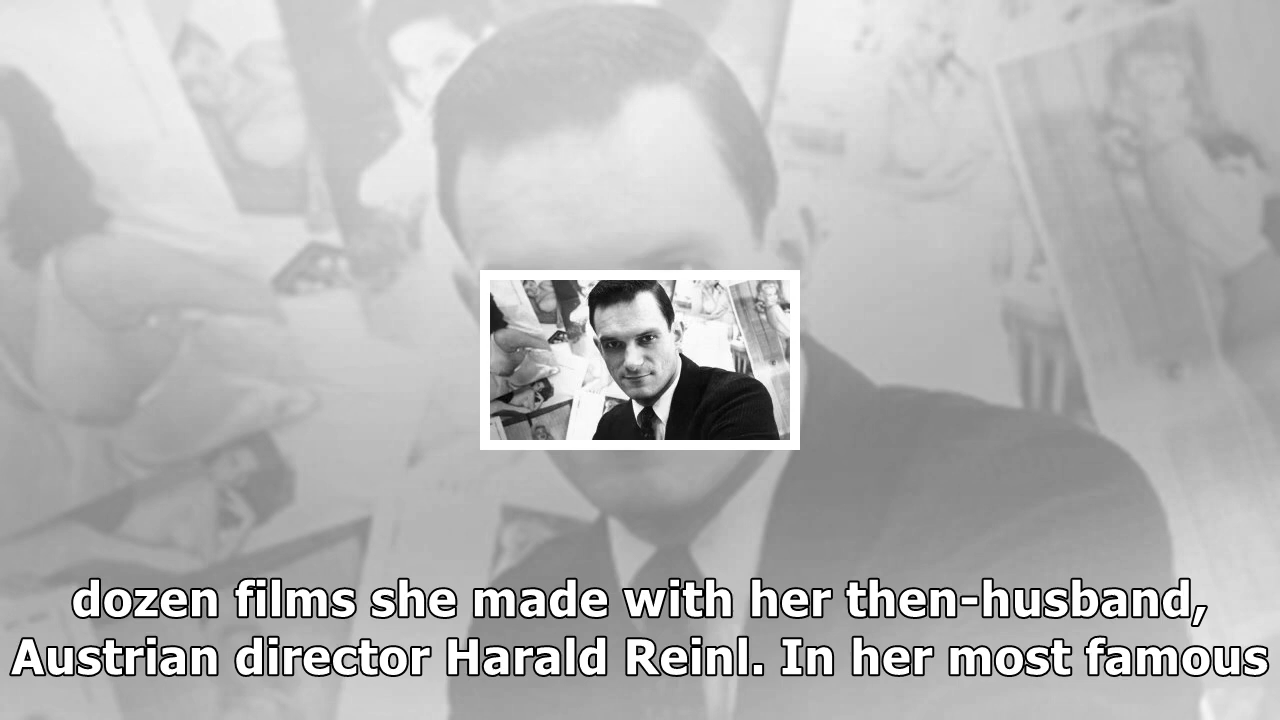 dozen films she made with her then-husband,
Austrian director Harald Reinl. In her most famous